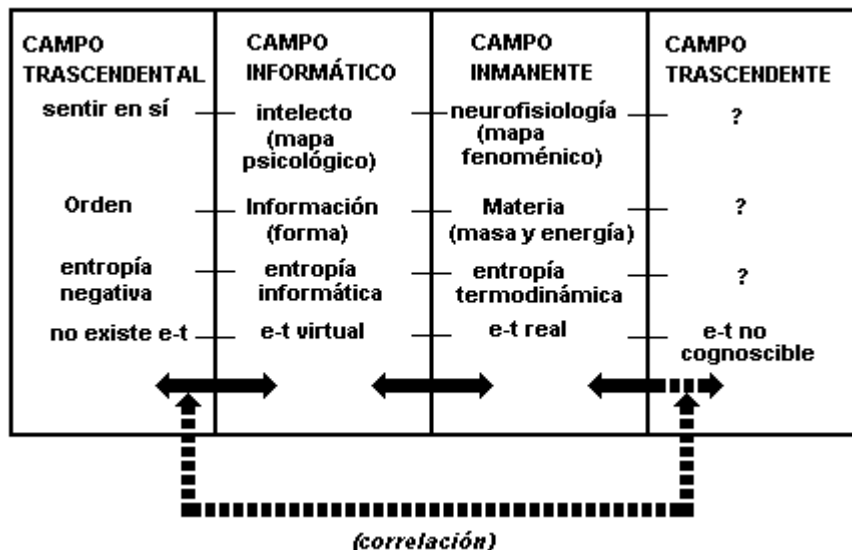 CAMPO
TRASCENDENTAL
CAMPO
INFORMÁTICO
CAMPO
INMANENTE
CAMPO
TRASCENDENTE
sentir en sí
intelecto
(mapa
psicológico)
neurofisiología
(mapa
fenoménico)
?
Orden
Información
(forma)
Materia
(masa y energía)
?
entropía
negativa
entropía
informática
entropía
termodinámica
?
no existe e-t
e-t virtual
e-t real
e-t no
cognoscible
(correlación)